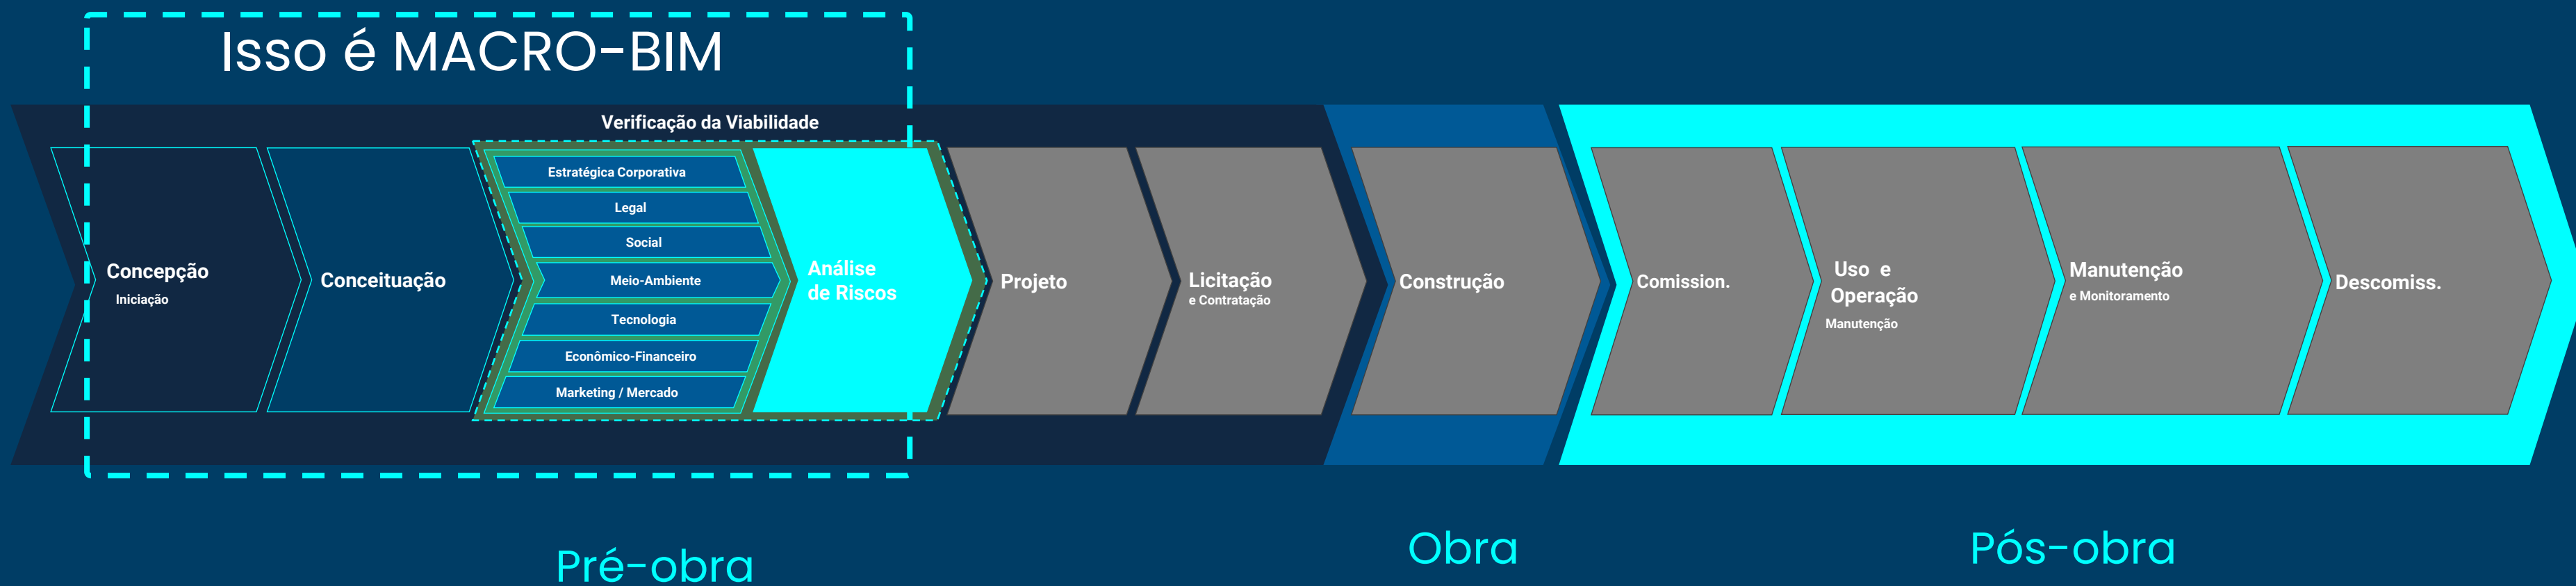 Isso é MACRO-BIM
Verificação da Viabilidade
Concepção
Iniciação
Conceituação
Estratégica Corporativa
Legal
Social
Meio-Ambiente
Tecnologia
Econômico-Financeiro
Marketing / Mercado
Análise
de Riscos
Projeto
Licitação
e Contratação
Construção
Comission.
Uso e
Operação
Manutenção
Manutenção
e Monitoramento
Descomiss.
Pré-obra
Obra
Pós-obra